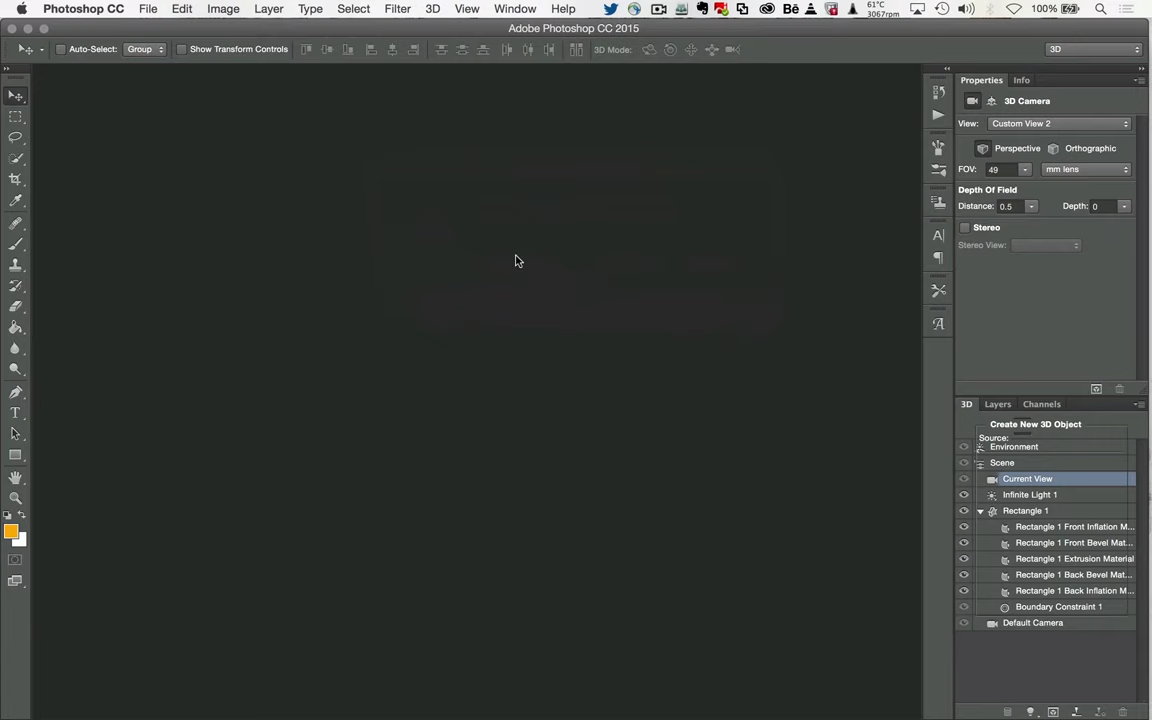 Photoshop CC File Edit Image Layer Type Select Filter 3D View Window Help 61°C 3067rpm 100%
Adobe Photoshop CC 2015
Auto-Select: Group Show Transform Controls 3D Mode: 3D
Properties Info
3D Camera
View: Custom View 2
Perspective Orthographic
FOV: 49 mm lens
Depth Of Field
Distance: 0.5 Depth: 0
Stereo
Stereo View:
3D Layers Channels
Create New 3D Object
Source:
Environment
Scene
Current View
Infinite Light 1
Rectangle 1
Rectangle 1 Front Inflation M...
Rectangle 1 Front Bevel Mat...
Rectangle 1 Extrusion Material
Rectangle 1 Back Bevel Mat...
Rectangle 1 Back Inflation M...
Boundary Constraint 1
Default Camera